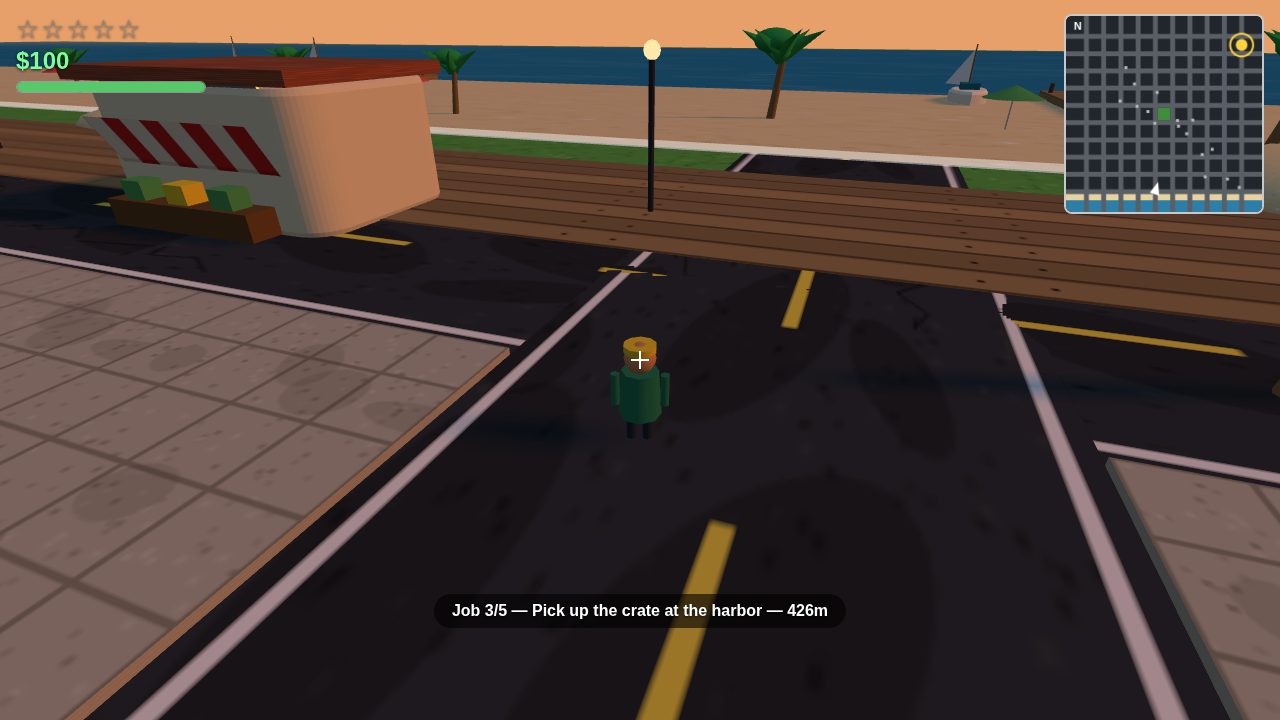 $100
N
Job 3/5 — Pick up the crate at the harbor — 426m